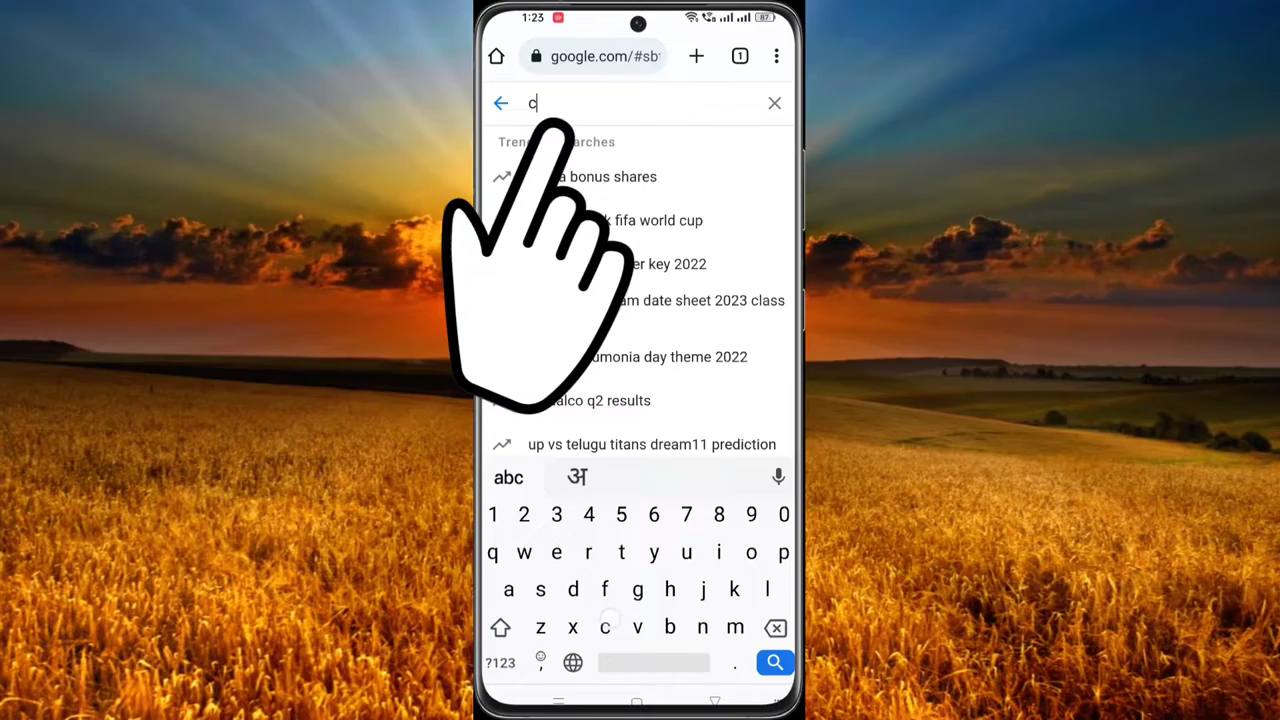 1:23 87
google.com/#sb
1
c
Tren arches
a bonus shares
k fifa world cup
er key 2022
am date sheet 2023 class
umonia day theme 2022
alco q2 results
up vs telugu titans dream11 prediction
abc अ
1 2 3 4 5 6 7 8 9 0
q w e r t y u i o p
a s d f g h j k l
z x c v b n m
?123 , .